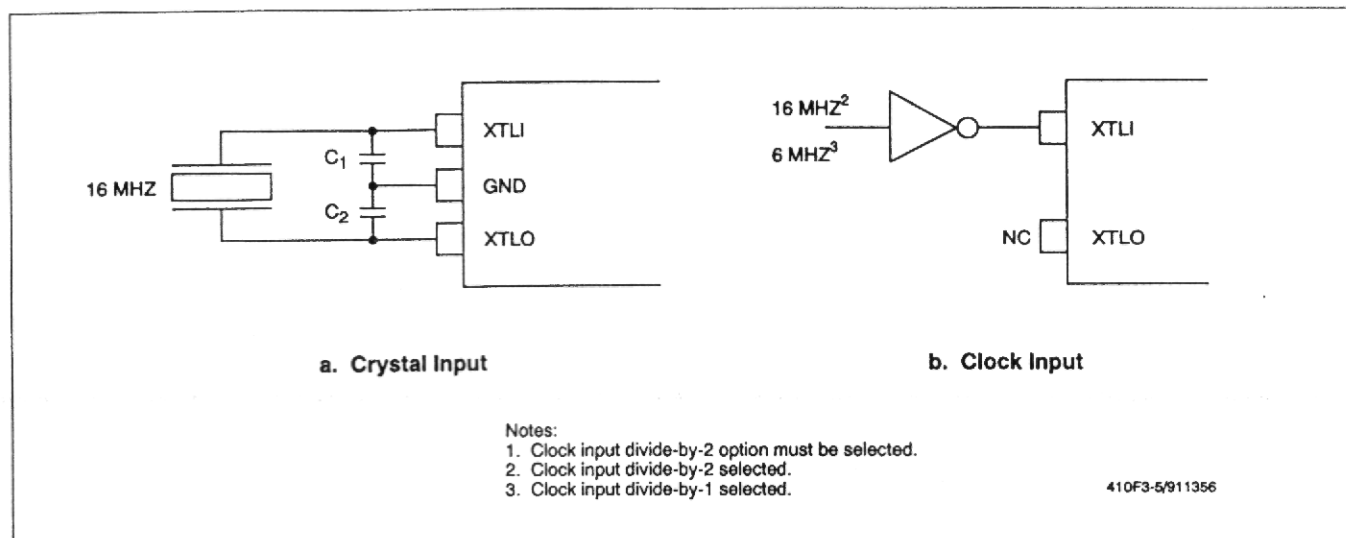 XTLI
C1
16 MHZ
GND
C2
XTLO
a. Crystal Input
16 MHZ2
6 MHZ3
XTLI
NC
XTLO
b. Clock Input
Notes:
1. Clock input divide-by-2 option must be selected.
2. Clock input divide-by-2 selected.
3. Clock input divide-by-1 selected.
410F3-5/911356